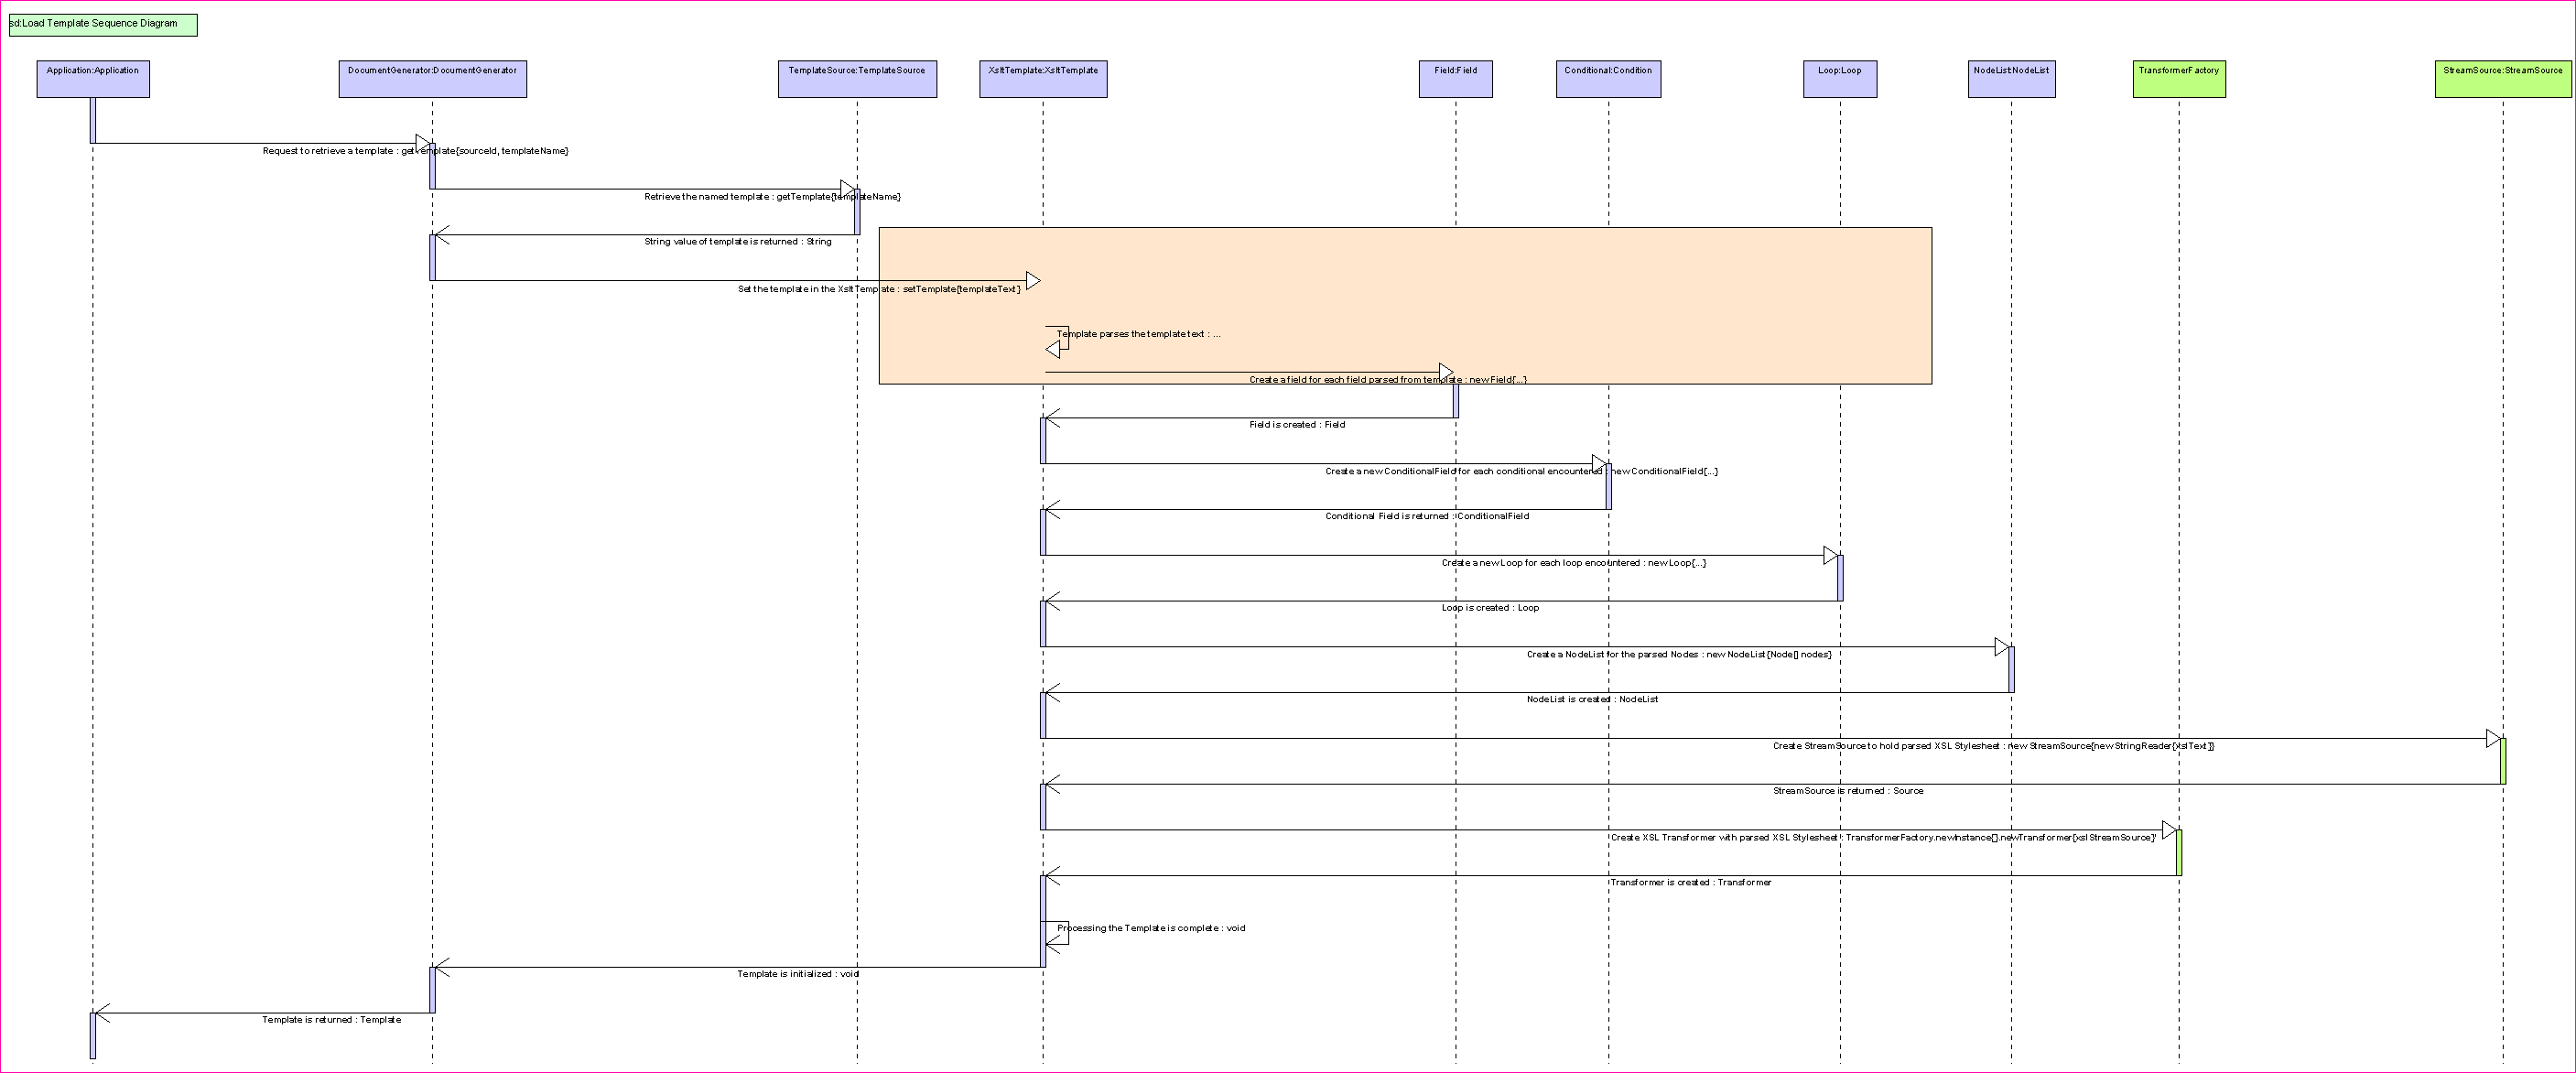 sd:Load Template Sequence Diagram
Application:Application
DocumentGenerator:DocumentGenerator
TemplateSource:TemplateSource
XsltTemplate:XsltTemplate
Field:Field
Conditional:Condition
Loop:Loop
NodeList:NodeList
TransformerFactory
StreamSource:StreamSource
Request to retrieve a template : getTemplate(sourceId, templateName)
Retrieve the named template : getTemplate(templateName)
String value of template is returned : String
Set the template in the XsltTemplate : setTemplate(templateText)
Template parses the template text : ...
Create a field for each field parsed from template : new Field(...)
Field is created : Field
Create a new ConditionalField for each conditional encountered : new ConditionalField(...)
Conditional Field is returned : ConditionalField
Create a new Loop for each loop encountered : new Loop(...)
Loop is created : Loop
Create a NodeList for the parsed Nodes : new NodeList(Node[] nodes)
NodeList is created : NodeList
Create StreamSource to hold parsed XSL Stylesheet : new StreamSource(new StringReader(xslText))
StreamSource is returned : Source
Create XSL Transformer with parsed XSL Stylesheet : TransformerFactory.newInstance().newTransformer(xslStreamSource)
Transformer is created : Transformer
Processing the Template is complete : void
Template is initialized : void
Template is returned : Template